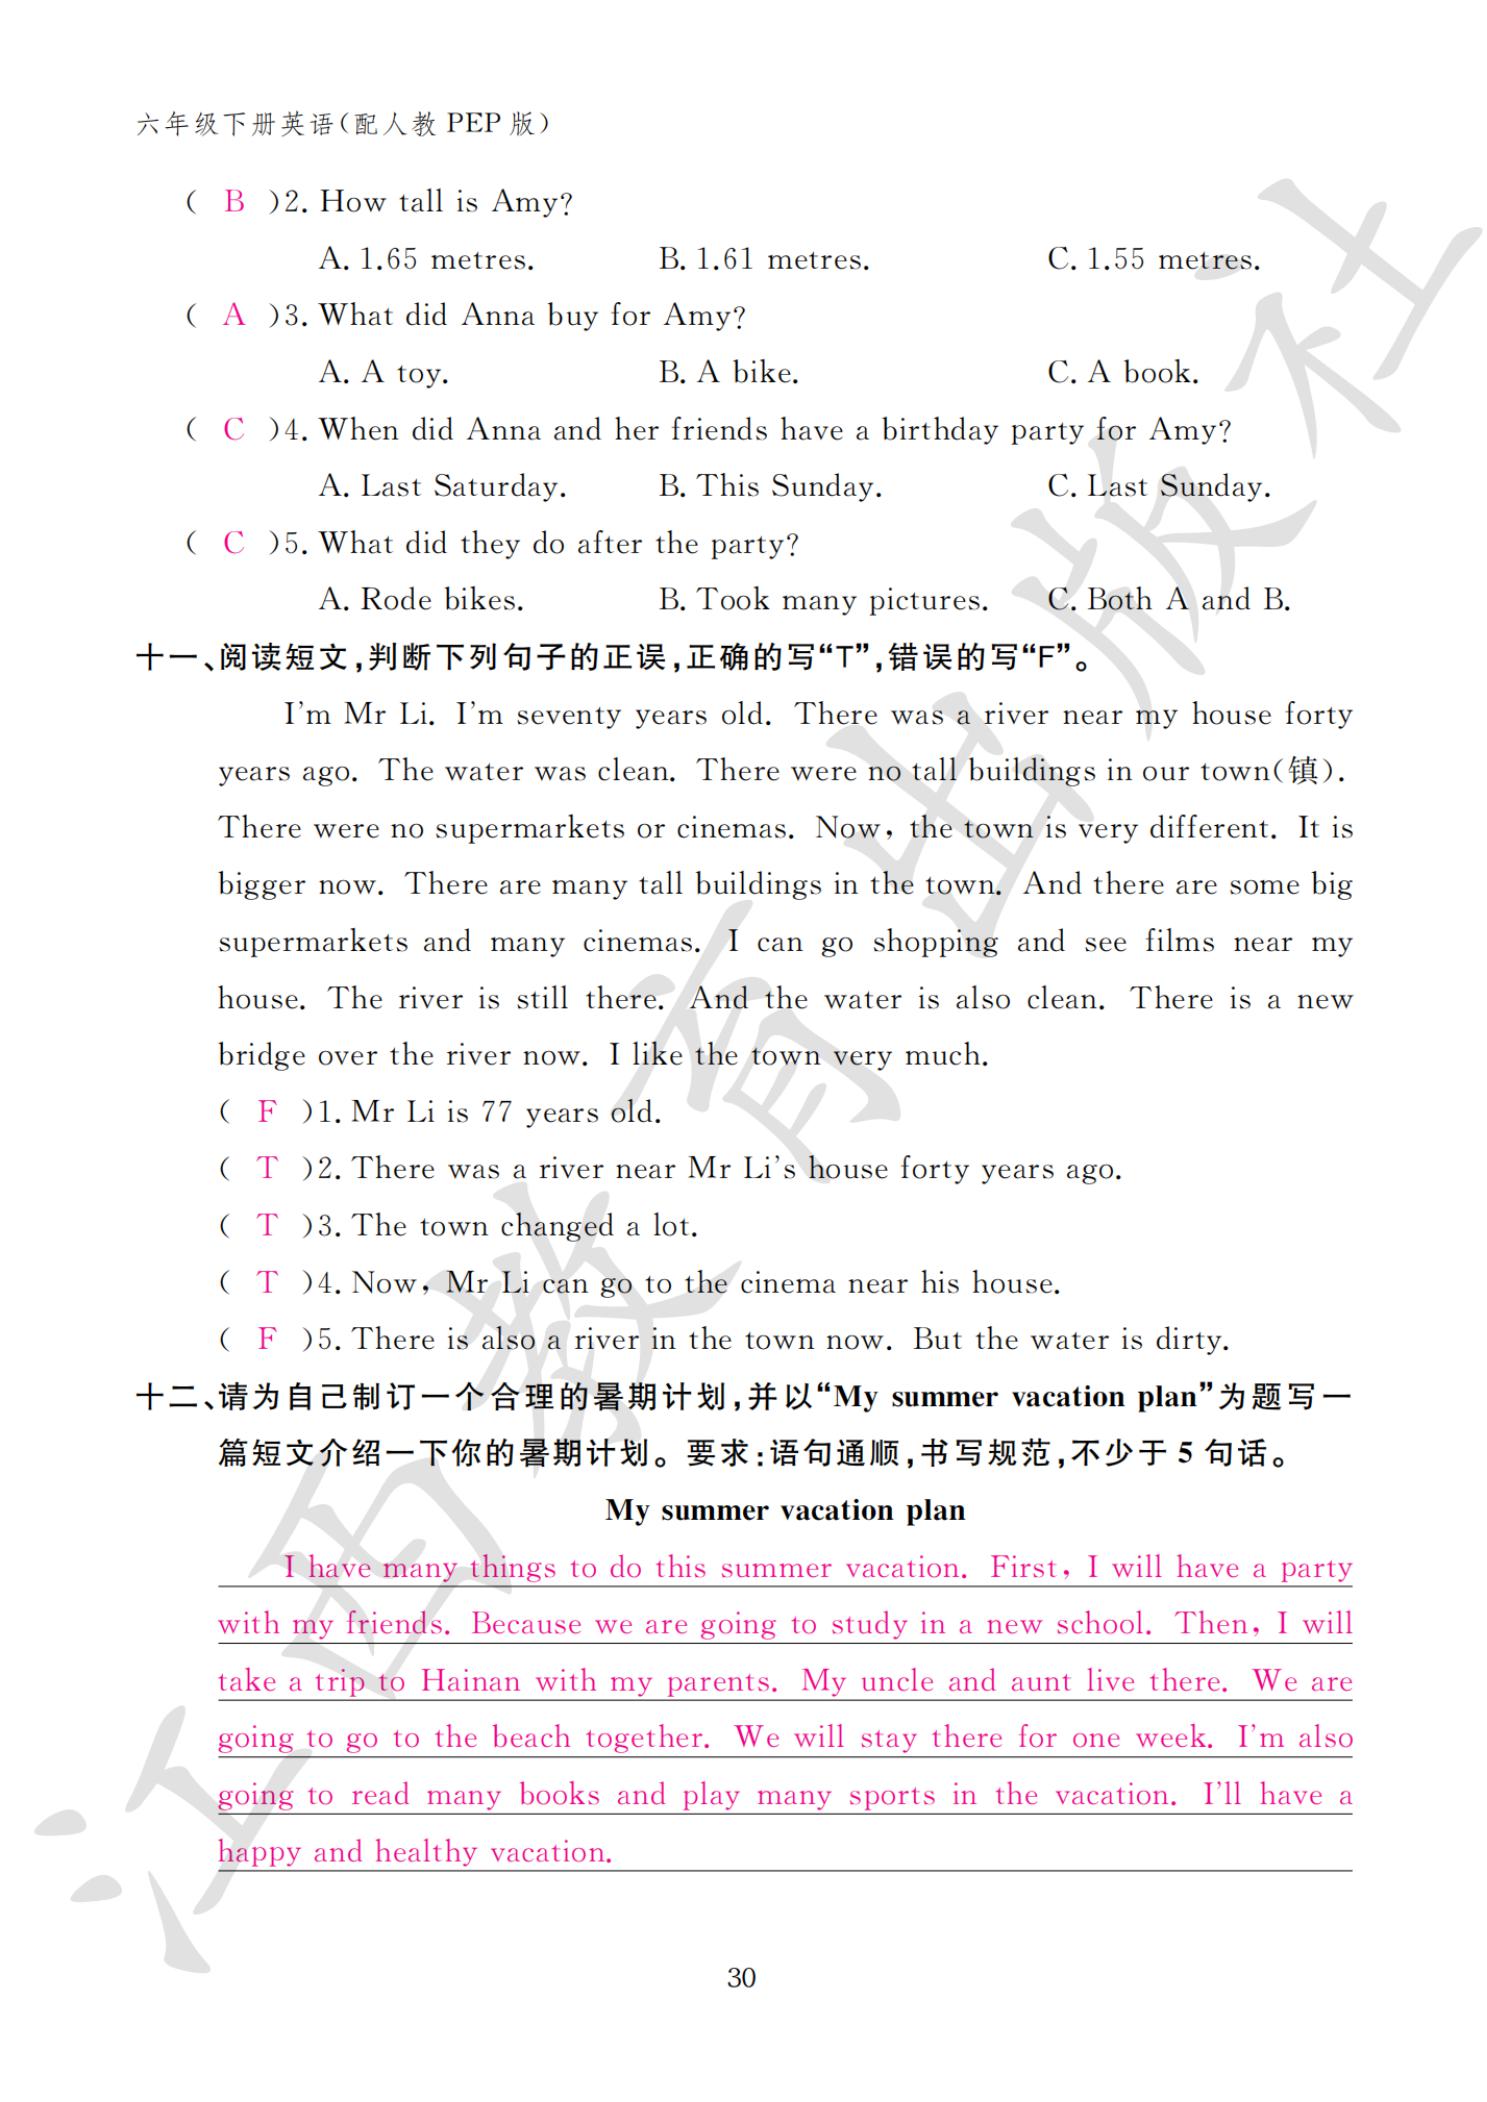 六年级下册英语(配人教 PEP 版)
( B )2. How tall is Amy?
A. 1.65 metres. B. 1.61 metres. C. 1.55 metres.
( A )3. What did Anna buy for Amy?
A. A toy. B. A bike. C. A book.
( C )4. When did Anna and her friends have a birthday party for Amy?
A. Last Saturday. B. This Sunday. C. Last Sunday.
( C )5. What did they do after the party?
A. Rode bikes. B. Took many pictures. C. Both A and B.
十一、阅读短文,判断下列句子的正误,正确的写“T”,错误的写“F”。
I'm Mr Li. I'm seventy years old. There was a river near my house forty
years ago. The water was clean. There were no tall buildings in our town(镇).
There were no supermarkets or cinemas. Now, the town is very different. It is
bigger now. There are many tall buildings in the town. And there are some big
supermarkets and many cinemas. I can go shopping and see films near my
house. The river is still there. And the water is also clean. There is a new
bridge over the river now. I like the town very much.
( F )1. Mr Li is 77 years old.
( T )2. There was a river near Mr Li's house forty years ago.
( T )3. The town changed a lot.
( T )4. Now, Mr Li can go to the cinema near his house.
( F )5. There is also a river in the town now. But the water is dirty.
十二、请为自己制订一个合理的暑期计划,并以“My summer vacation plan”为题写一
篇短文介绍一下你的暑期计划。要求:语句通顺,书写规范,不少于 5 句话。
My summer vacation plan
I have many things to do this summer vacation. First, I will have a party
with my friends. Because we are going to study in a new school. Then, I will
take a trip to Hainan with my parents. My uncle and aunt live there. We are
going to go to the beach together. We will stay there for one week. I'm also
going to read many books and play many sports in the vacation. I'll have a
happy and healthy vacation.
30
江西教育出版社